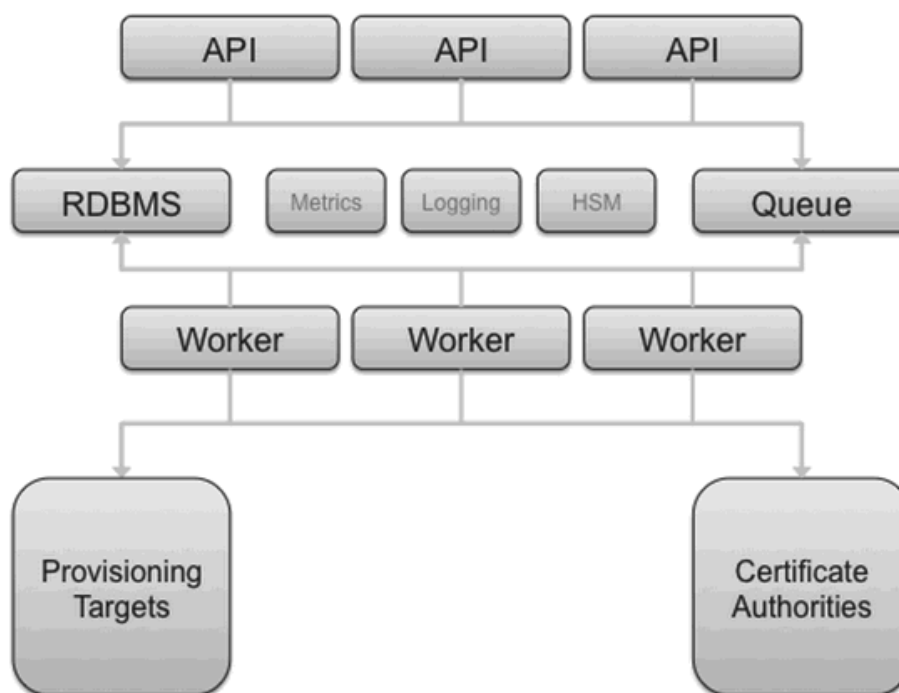 API
API
API
RDBMS
Metrics
Logging
HSM
Queue
Worker
Worker
Worker
Provisioning
Targets
Certificate
Authorities